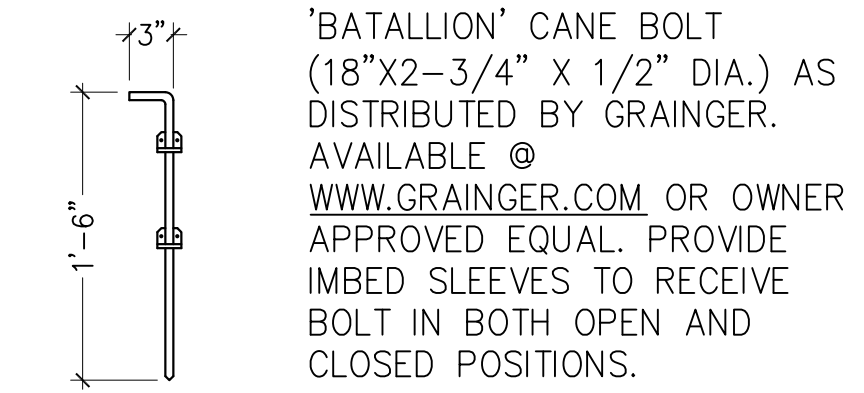 3"
1'-6"
'BATALLION' CANE BOLT
(18"X2-3/4" X 1/2" DIA.) AS
DISTRIBUTED BY GRAINGER.
AVAILABLE @
WWW.GRAINGER.COM OR OWNER
APPROVED EQUAL. PROVIDE
IMBED SLEEVES TO RECEIVE
BOLT IN BOTH OPEN AND
CLOSED POSITIONS.